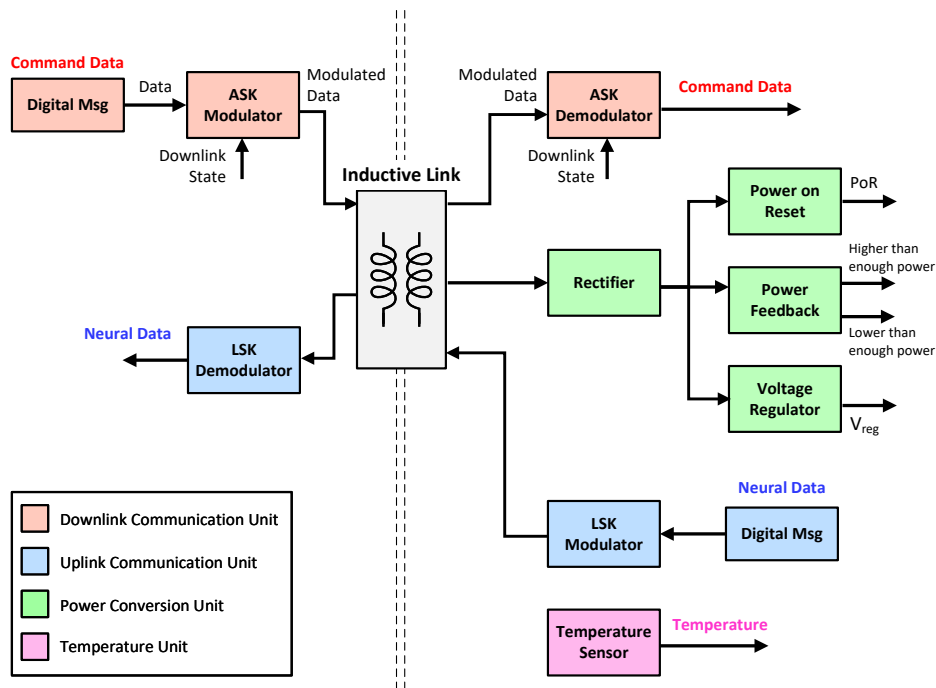 Command Data
Digital Msg
Data
ASK
Modulator
Modulated
Data
Downlink
State
Inductive Link
Modulated
Data
ASK
Demodulator
Command Data
Downlink
State
Power on
Reset
PoR
Rectifier
Power
Feedback
Higher than
enough power
Lower than
enough power
Voltage
Regulator
Vreg
Neural Data
LSK
Demodulator
Neural Data
LSK
Modulator
Digital Msg
Temperature
Sensor
Temperature
Downlink Communication Unit
Uplink Communication Unit
Power Conversion Unit
Temperature Unit